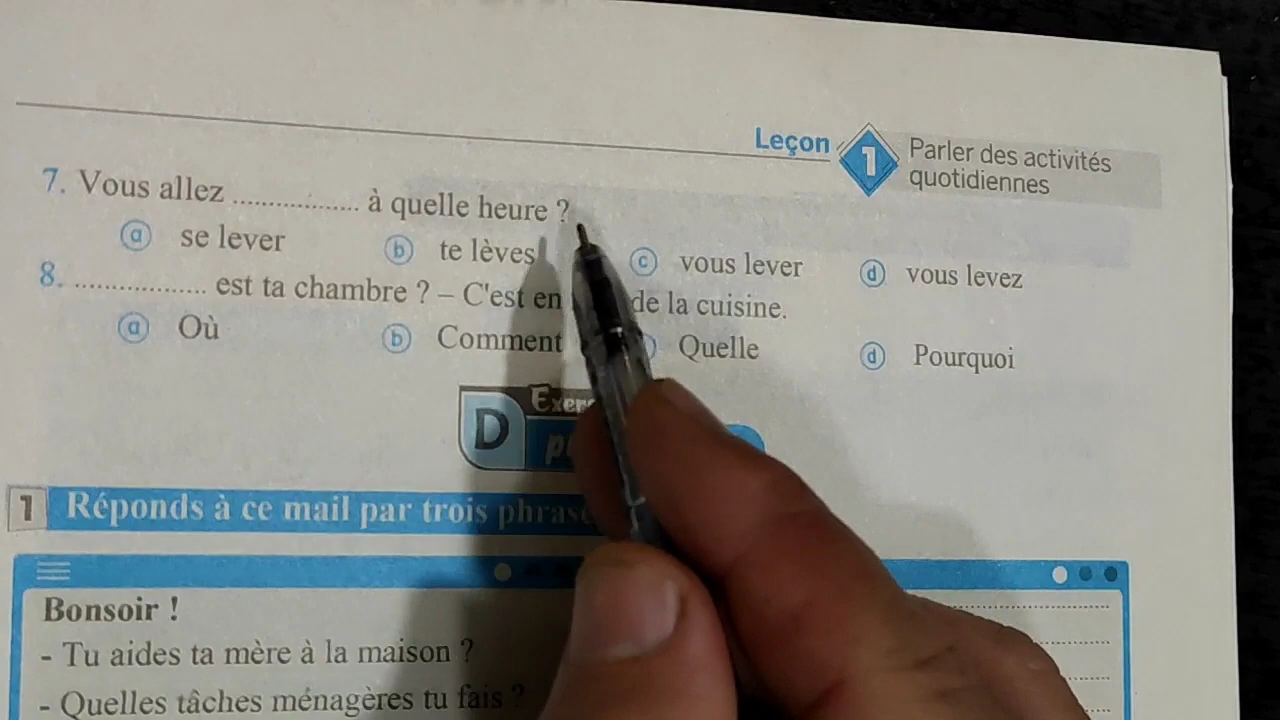 Leçon 1 Parler des activités
quotidiennes
7. Vous allez .................. à quelle heure ?
a se lever b te lèves c vous lever d vous levez
8. .................. est ta chambre ? – C'est en de la cuisine.
a Où b Comment Quelle d Pourquoi
D
1 Réponds à ce mail par trois
Bonsoir !
- Tu aides ta mère à la maison ?
- Quelles tâches ménagères tu fais ?